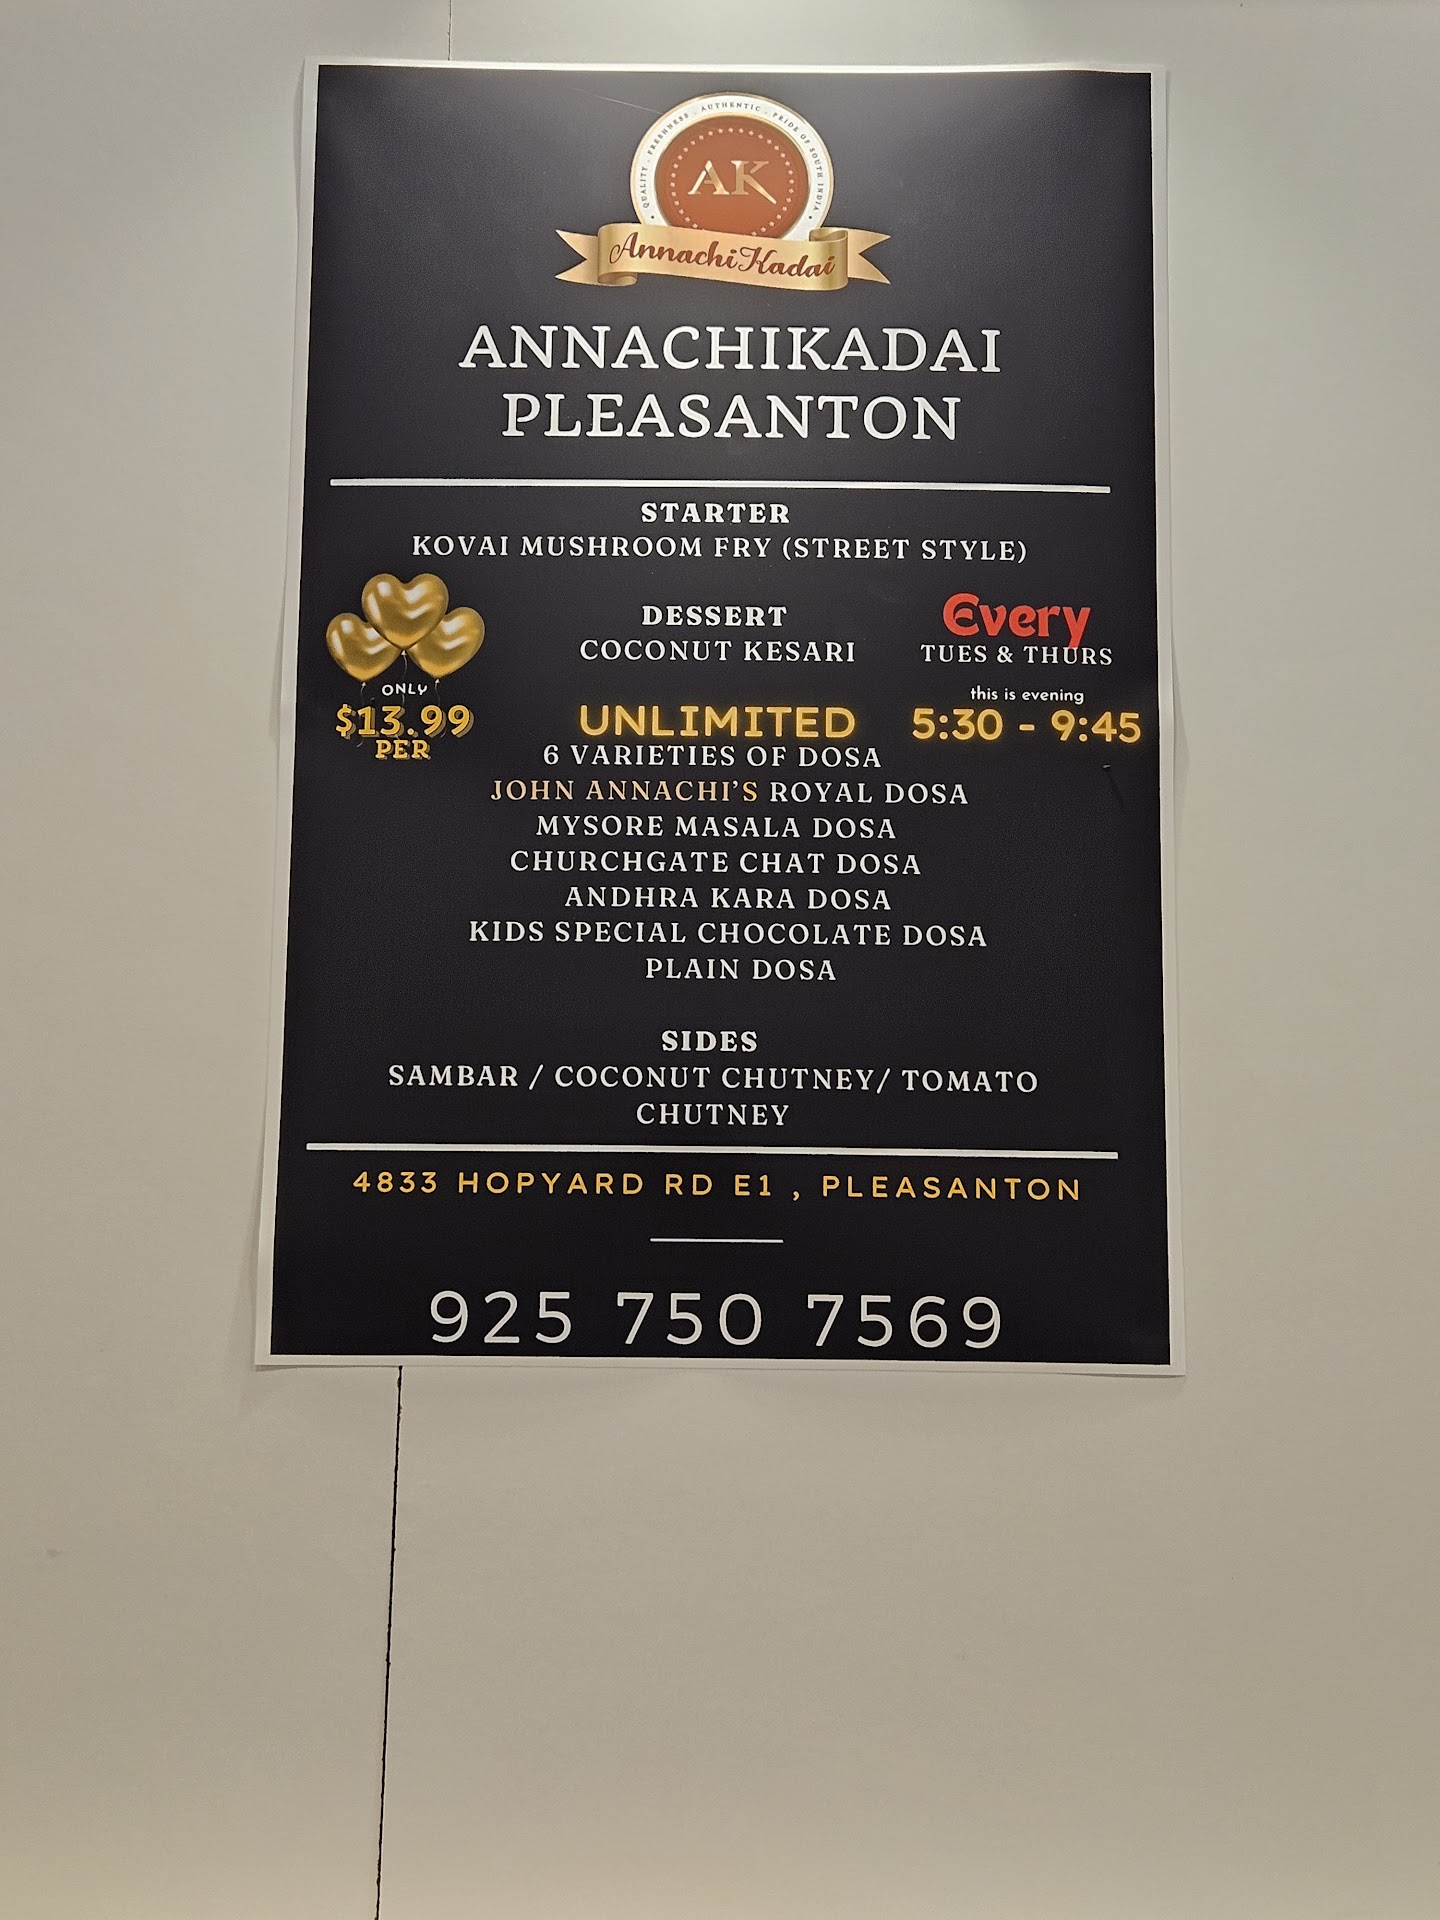 QUALITY · FRESHNESS · AUTHENTIC · PRIDE OF SOUTH INDIA
AK
AnnachiKadai
ANNACHIKADAI
PLEASANTON
STARTER
KOVAI MUSHROOM FRY (STREET STYLE)
DESSERT
COCONUT KESARI
Every
TUES & THURS
this is evening
5:30 - 9:45
ONLY
$13.99
PER
UNLIMITED
6 VARIETIES OF DOSA
JOHN ANNACHI'S ROYAL DOSA
MYSORE MASALA DOSA
CHURCHGATE CHAT DOSA
ANDHRA KARA DOSA
KIDS SPECIAL CHOCOLATE DOSA
PLAIN DOSA
SIDES
SAMBAR / COCONUT CHUTNEY/ TOMATO
CHUTNEY
4833 HOPYARD RD E1 , PLEASANTON
925 750 7569